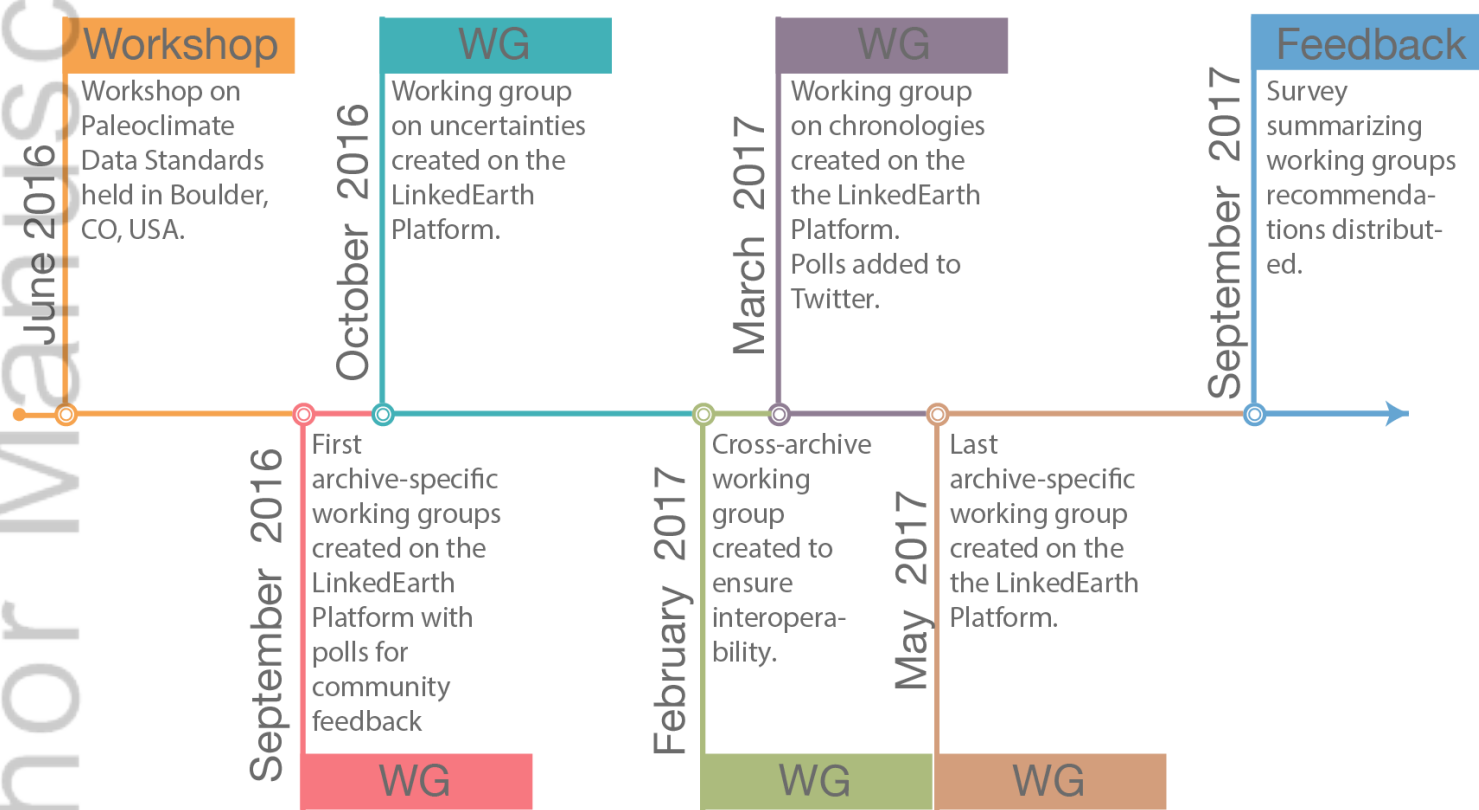 Workshop
June 2016
Workshop on
Paleoclimate
Data Standards
held in Boulder,
CO, USA.
WG
October 2016
Working group
on uncertainties
created on the
LinkedEarth
Platform.
WG
March 2017
Working group
on chronologies
created on the
the LinkedEarth
Platform.
Polls added to
Twitter.
Feedback
September 2017
Survey
summarizing
working groups
recommenda-
tions distribut-
ed.
September 2016
First
archive-specific
working groups
created on the
LinkedEarth
Platform with
polls for
community
feedback
WG
February 2017
Cross-archive
working
group
created to
ensure
interopera-
bility.
WG
May 2017
Last
archive-specific
working group
created on the
the LinkedEarth
Platform.
WG
hor Manusc